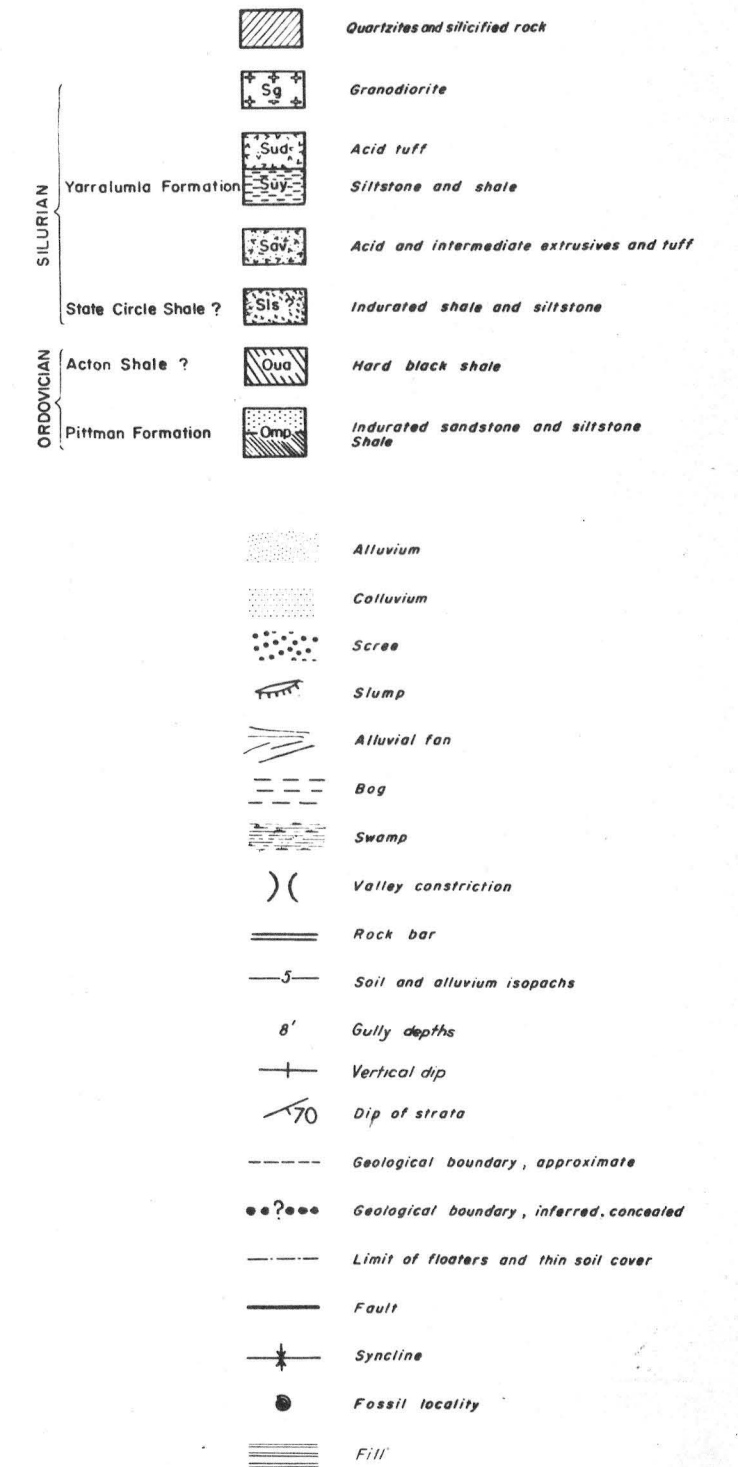 Quartzites and silicified rock
SILURIAN
Sg Granodiorite
Sud Acid tuff
Yarralumla Formation Suy Siltstone and shale
Sav Acid and intermediate extrusives and tuff
State Circle Shale ? Sls ? Indurated shale and siltstone
ORDOVICIAN
Acton Shale ? Oua Hard black shale
Pittman Formation Omp Indurated sandstone and siltstone
Shale
Alluvium
Colluvium
Scree
Slump
Alluvial fan
Bog
Swamp
Valley constriction
Rock bar
5 Soil and alluvium isopachs
8' Gully depths
Vertical dip
70 Dip of strata
Geological boundary, approximate
? Geological boundary, inferred, concealed
Limit of floaters and thin soil cover
Fault
Syncline
Fossil locality
Fill